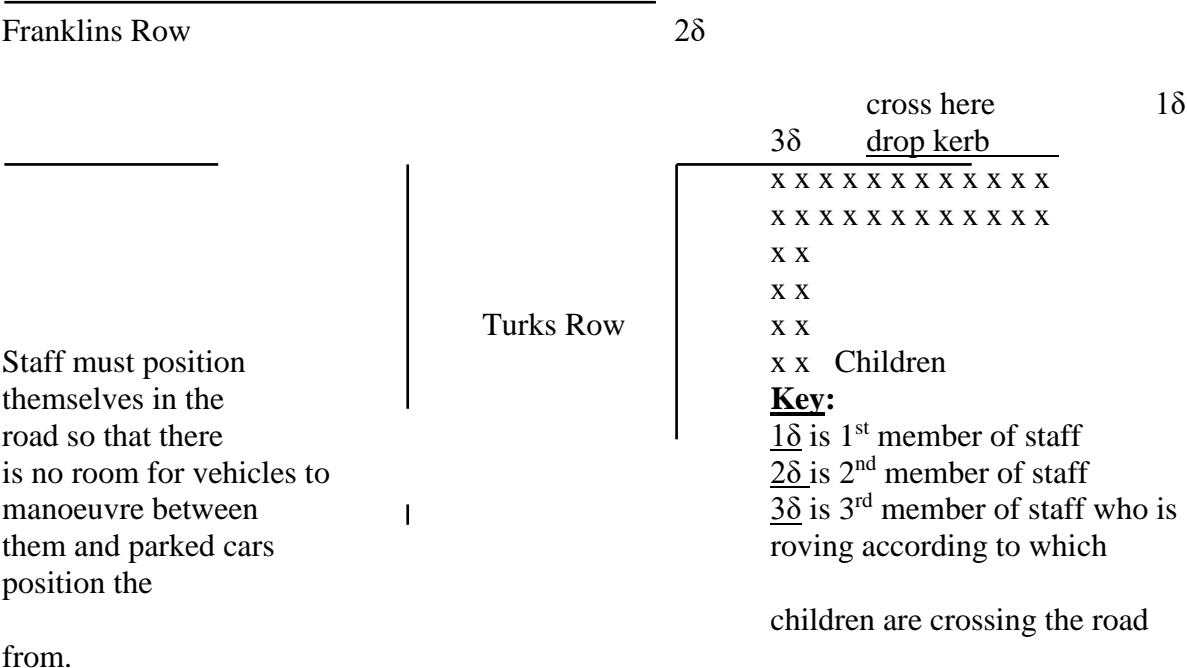 Franklins Row 2δ
cross here 1δ
3δ drop kerb
x x x x x x x x x x x x
x x x x x x x x x x x x
x x
x x
Turks Row x x
Staff must position x x Children
themselves in the Key:
road so that there 1δ is 1st member of staff
is no room for vehicles to 2δ is 2nd member of staff
manoeuvre between 3δ is 3rd member of staff who is
them and parked cars roving according to which
position the
children are crossing the road
from.